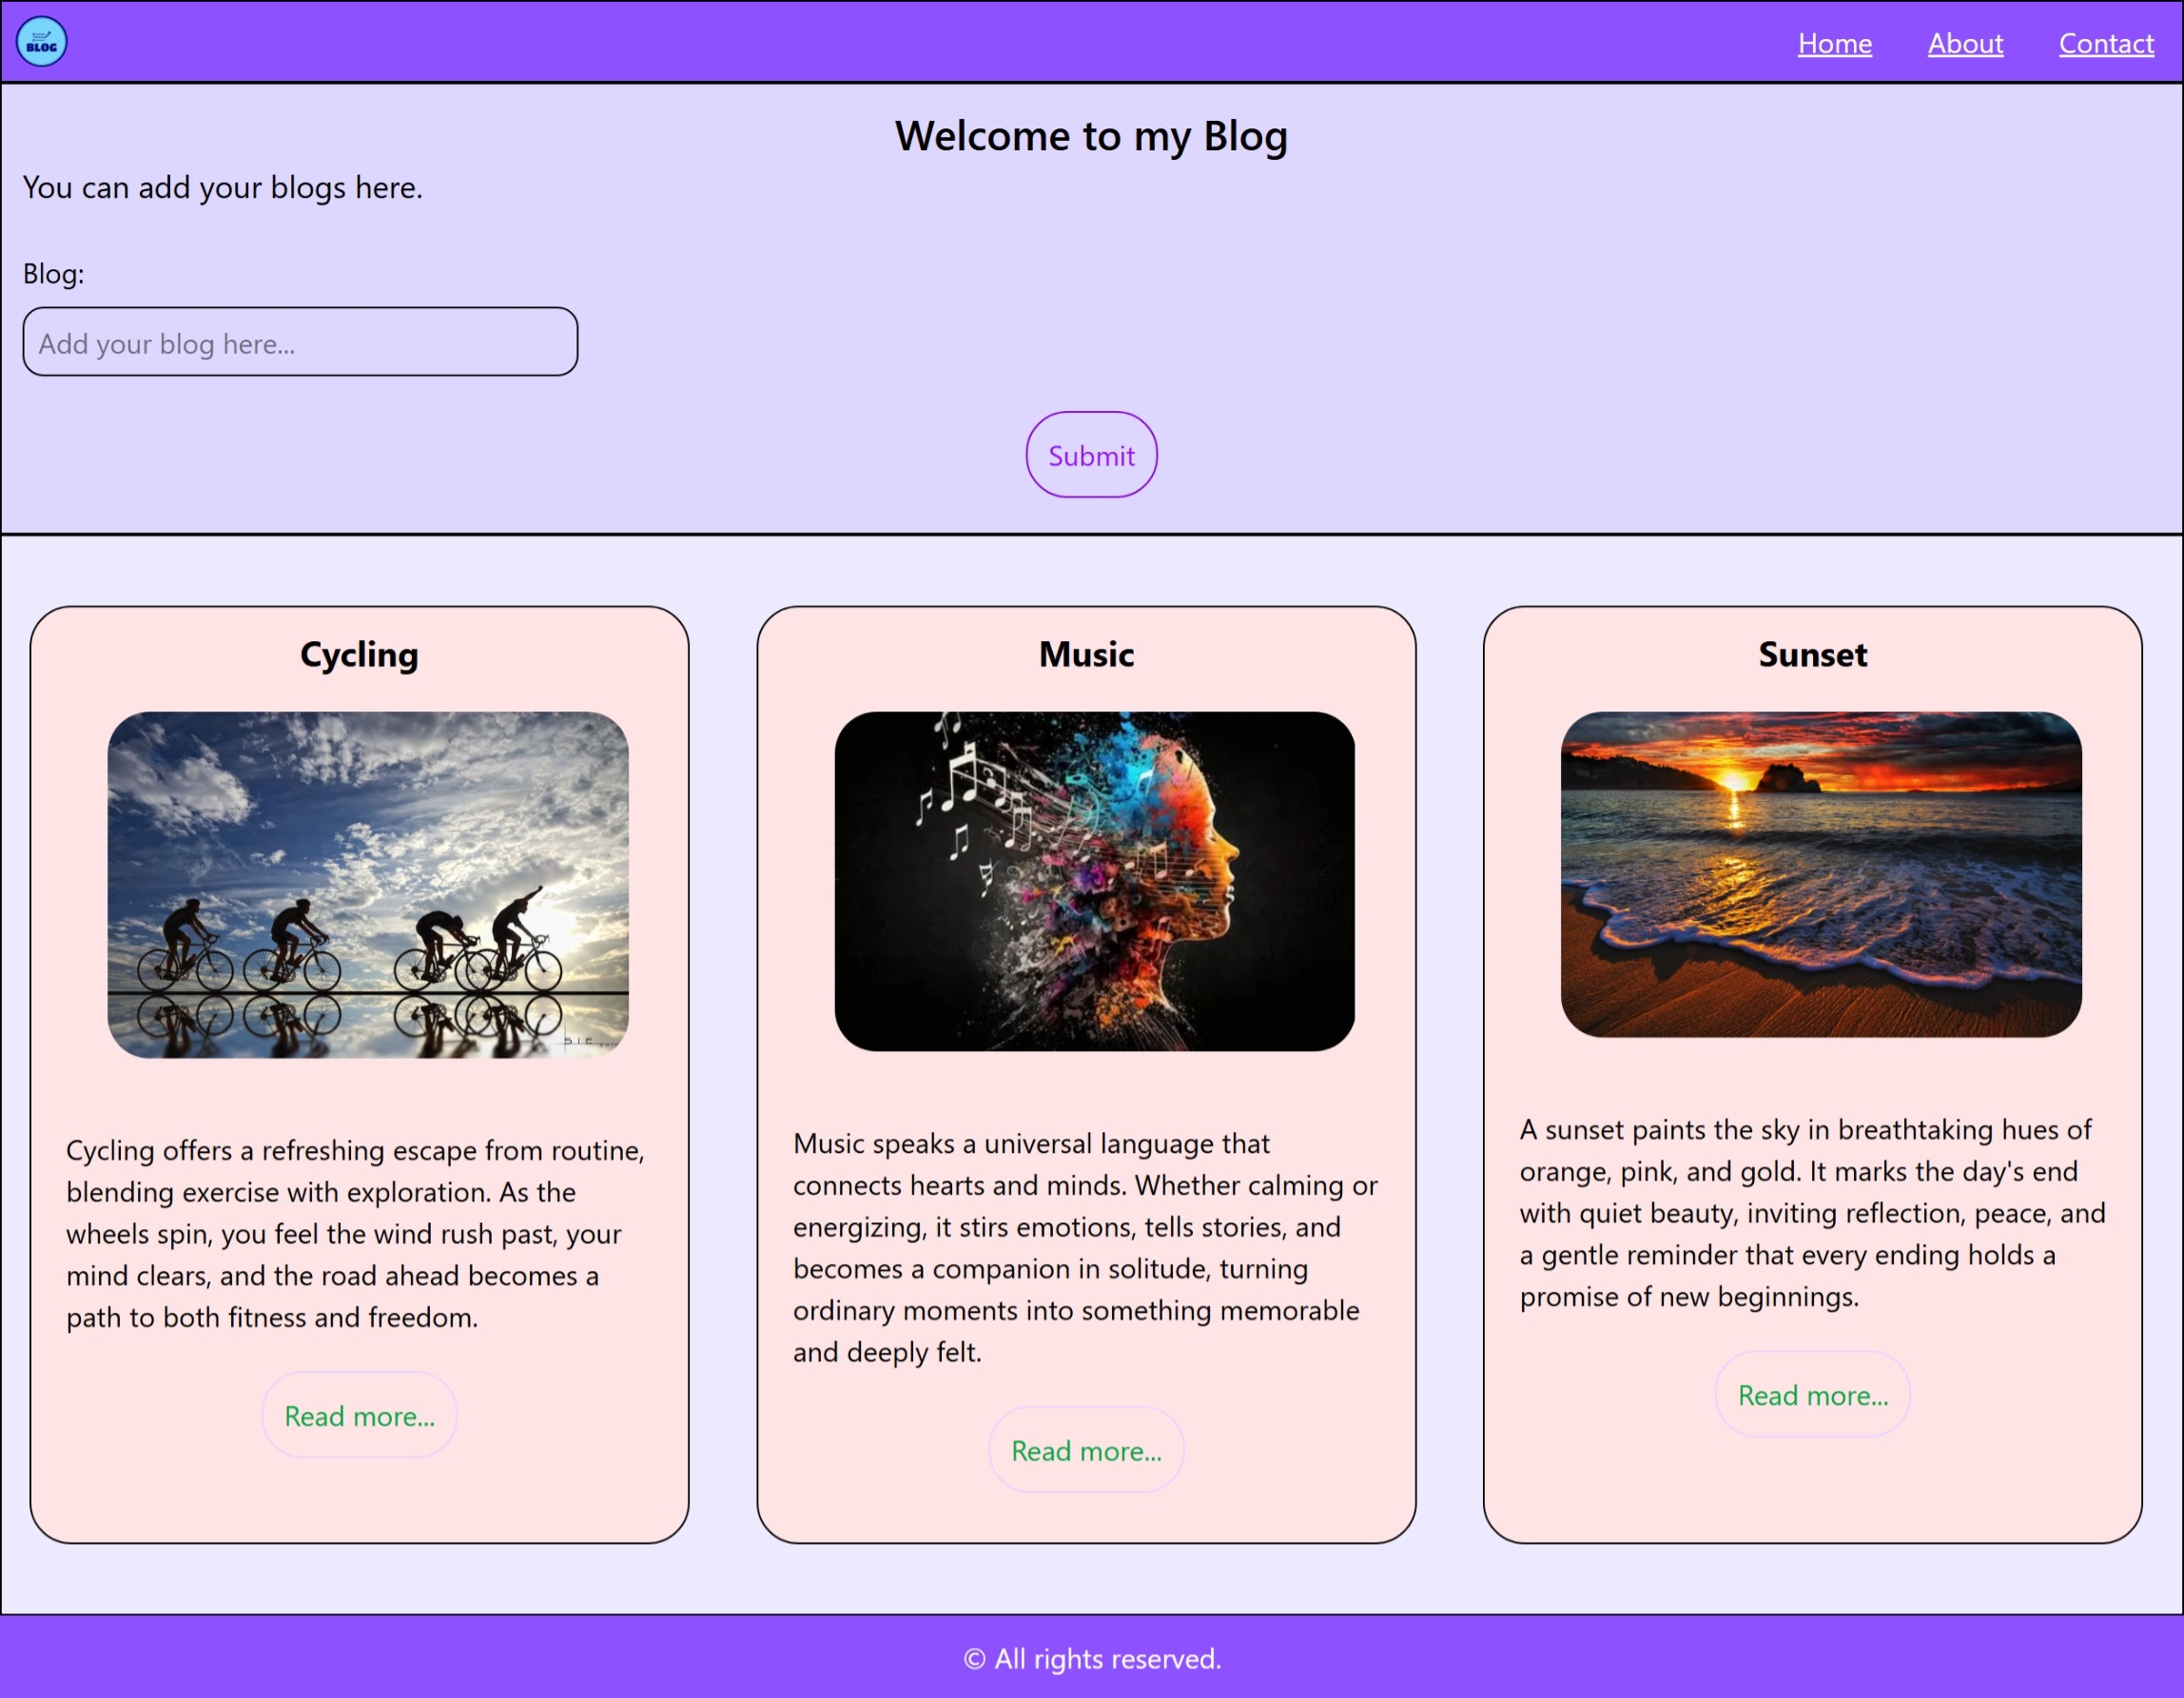 BLOG
Home About Contact
Welcome to my Blog
You can add your blogs here.
Blog:
Add your blog here...
Submit
Cycling
Cycling offers a refreshing escape from routine,
blending exercise with exploration. As the
wheels spin, you feel the wind rush past, your
mind clears, and the road ahead becomes a
path to both fitness and freedom.
Read more...
Music
Music speaks a universal language that
connects hearts and minds. Whether calming or
energizing, it stirs emotions, tells stories, and
becomes a companion in solitude, turning
ordinary moments into something memorable
and deeply felt.
Read more...
Sunset
A sunset paints the sky in breathtaking hues of
orange, pink, and gold. It marks the day's end
with quiet beauty, inviting reflection, peace, and
a gentle reminder that every ending holds a
promise of new beginnings.
Read more...
© All rights reserved.